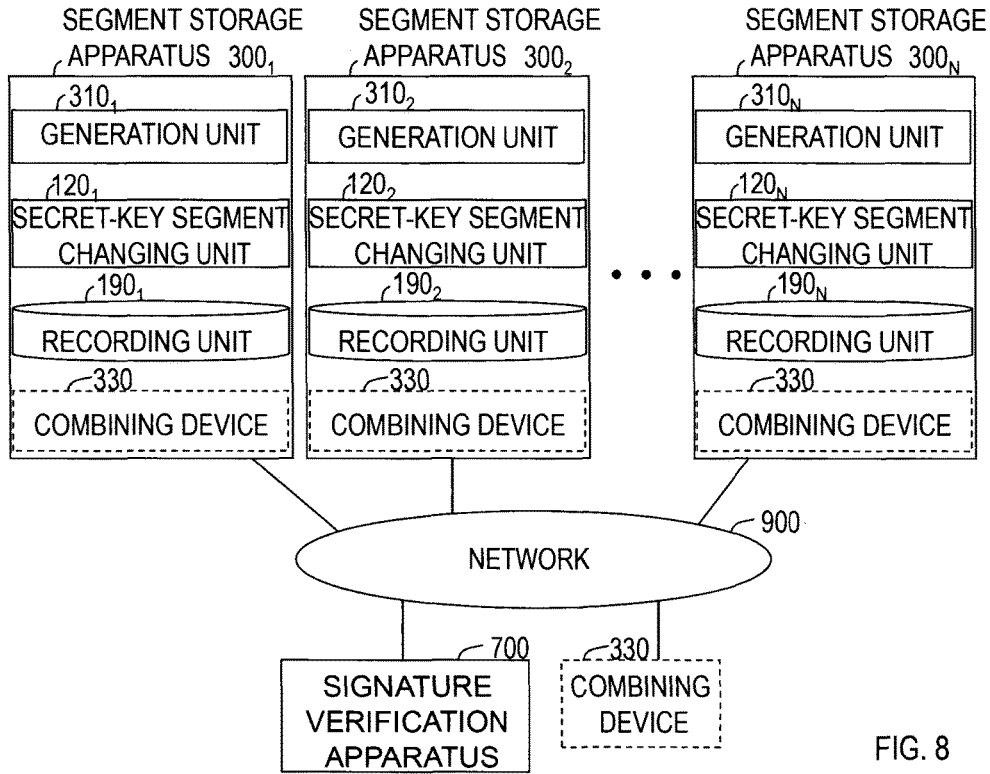 SEGMENT STORAGE
APPARATUS 300₁
310₁
GENERATION UNIT
120₁
SECRET-KEY SEGMENT
CHANGING UNIT
190₁
RECORDING UNIT
330
COMBINING DEVICE
SEGMENT STORAGE
APPARATUS 300₂
310₂
GENERATION UNIT
120₂
SECRET-KEY SEGMENT
CHANGING UNIT
190₂
RECORDING UNIT
330
COMBINING DEVICE
• • •
SEGMENT STORAGE
APPARATUS 300N
310N
GENERATION UNIT
120N
SECRET-KEY SEGMENT
CHANGING UNIT
190N
RECORDING UNIT
330
COMBINING DEVICE
900
NETWORK
700
SIGNATURE
VERIFICATION
APPARATUS
330
COMBINING
DEVICE
FIG. 8